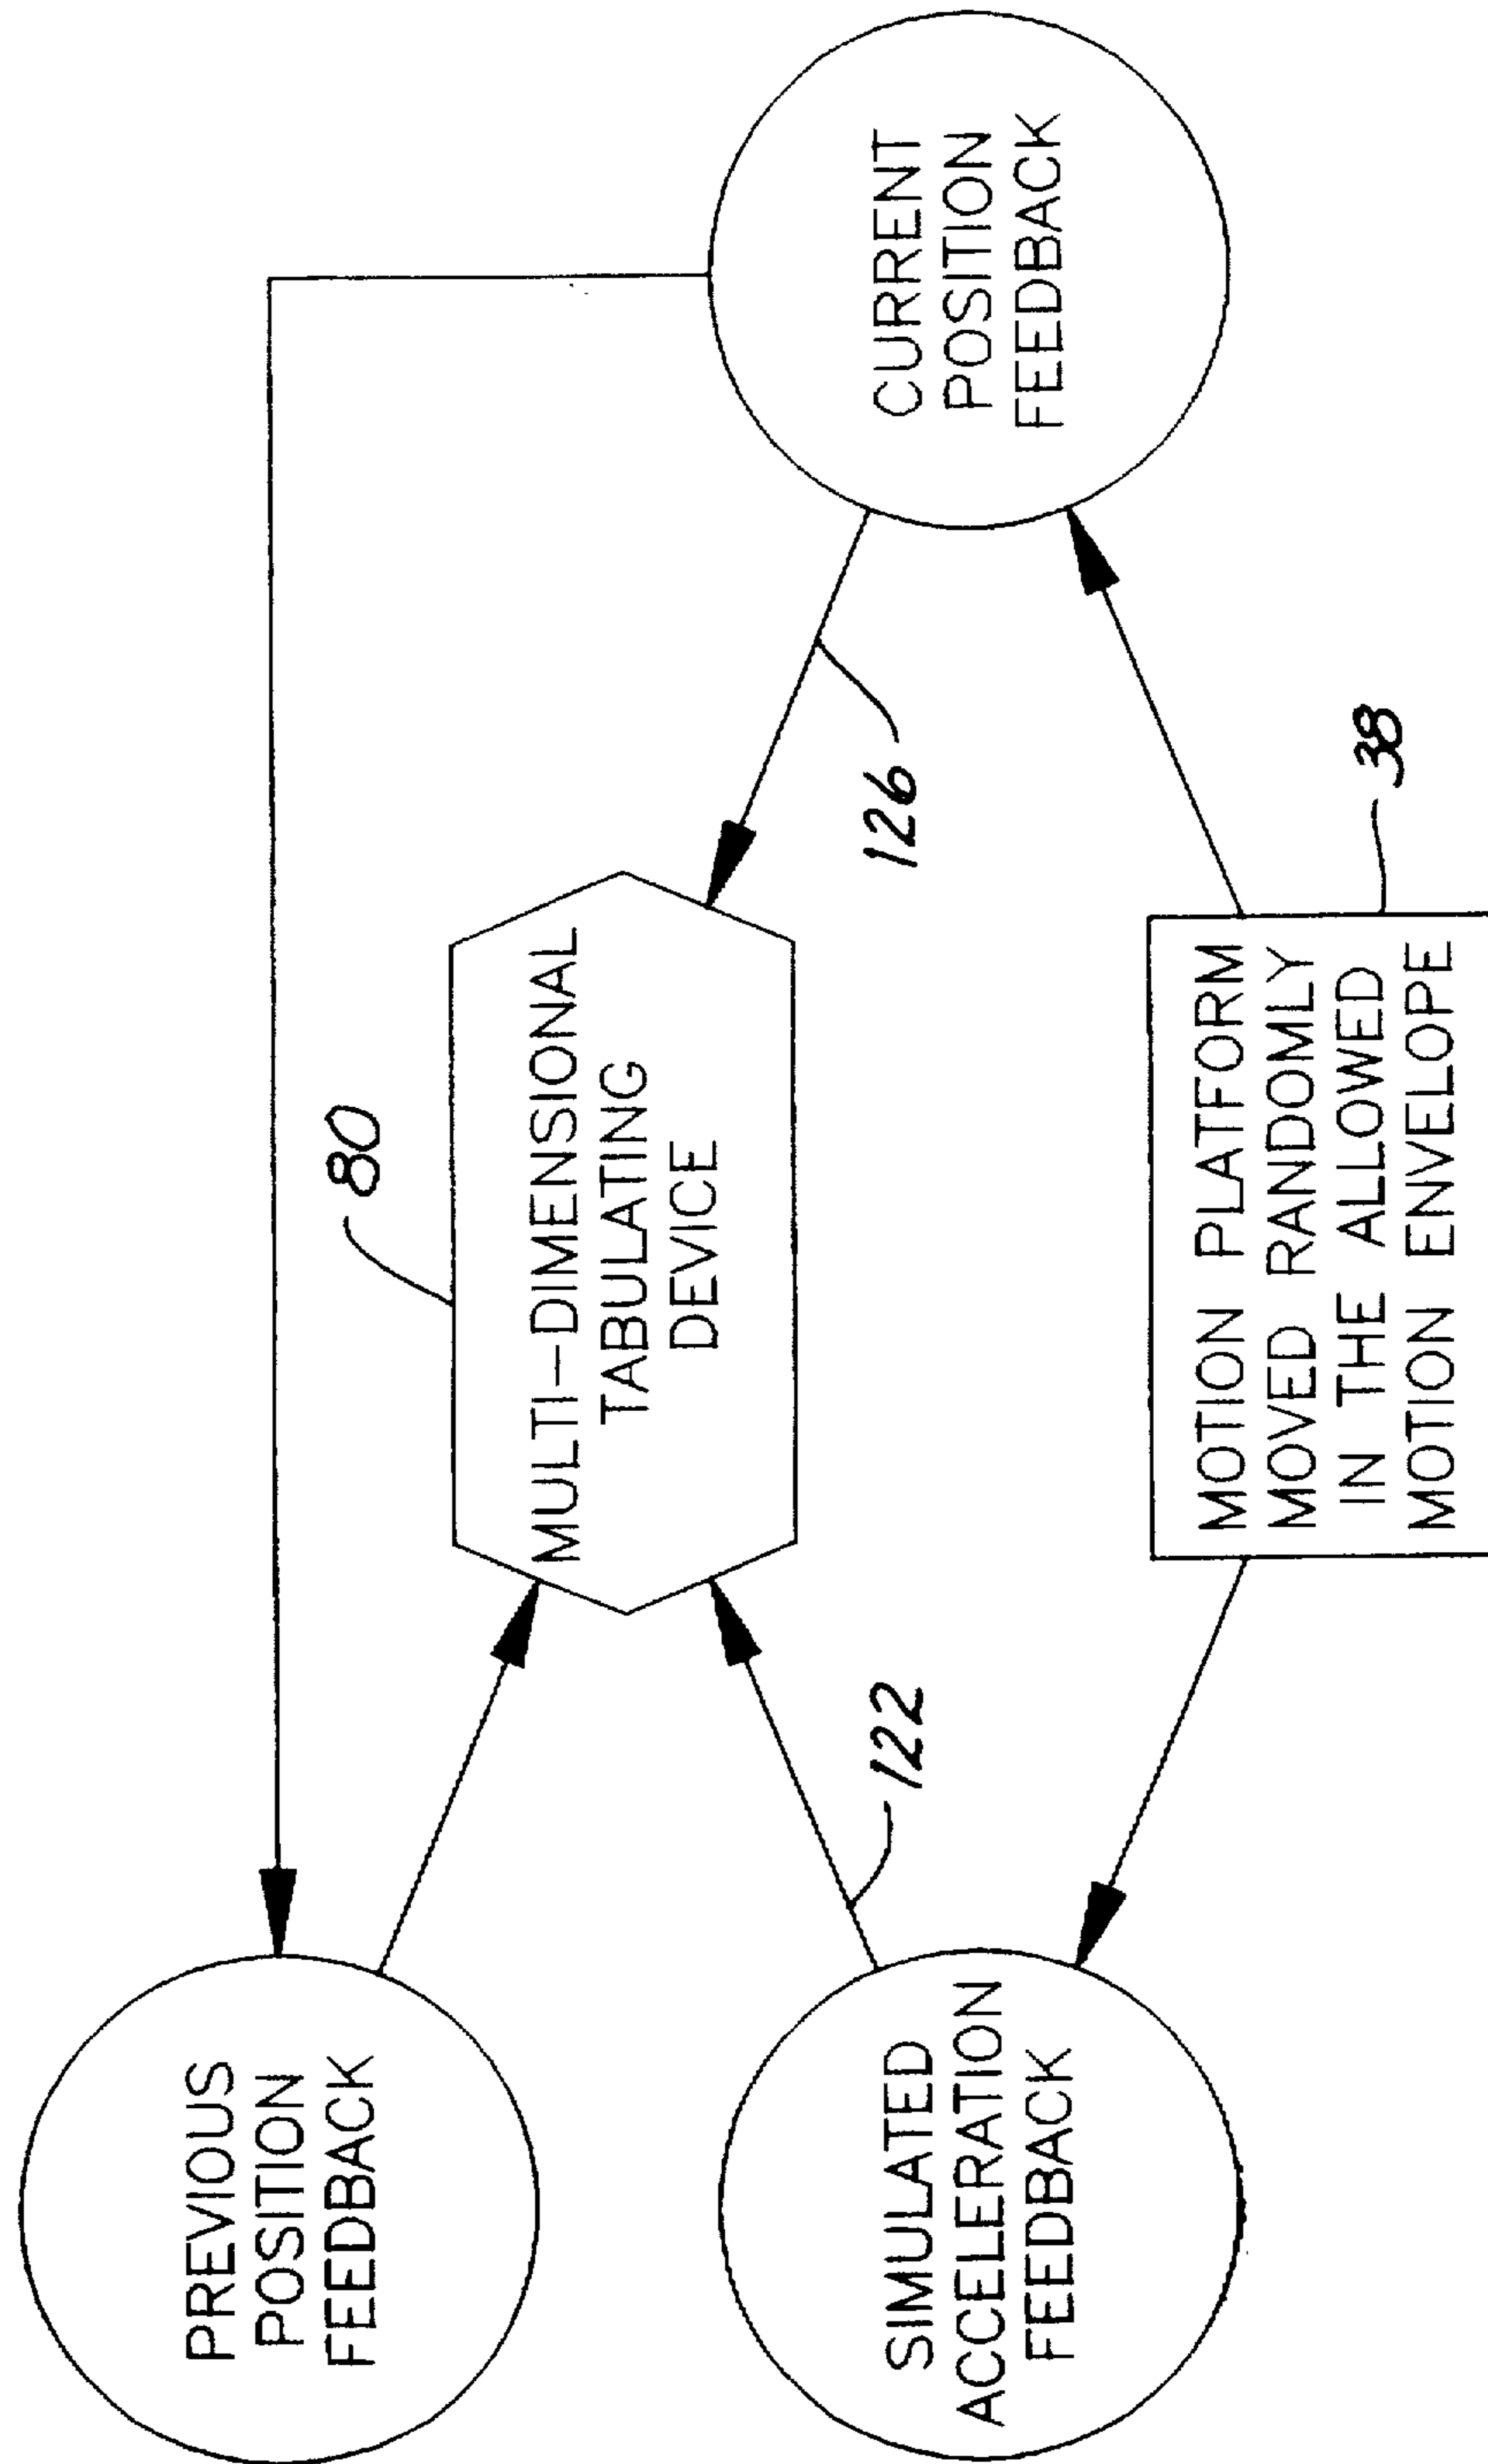 PREVIOUS
POSITION
FEEDBACK
80
MULTI-DIMENSIONAL
TABULATING
DEVICE
CURRENT
POSITION
FEEDBACK
SIMULATED
ACCLERATION
FEEDBACK
122
126
MOTION PLATFORM
MOVED RANDOMLY
IN THE ALLOWED
MOTION ENVELOPE
38